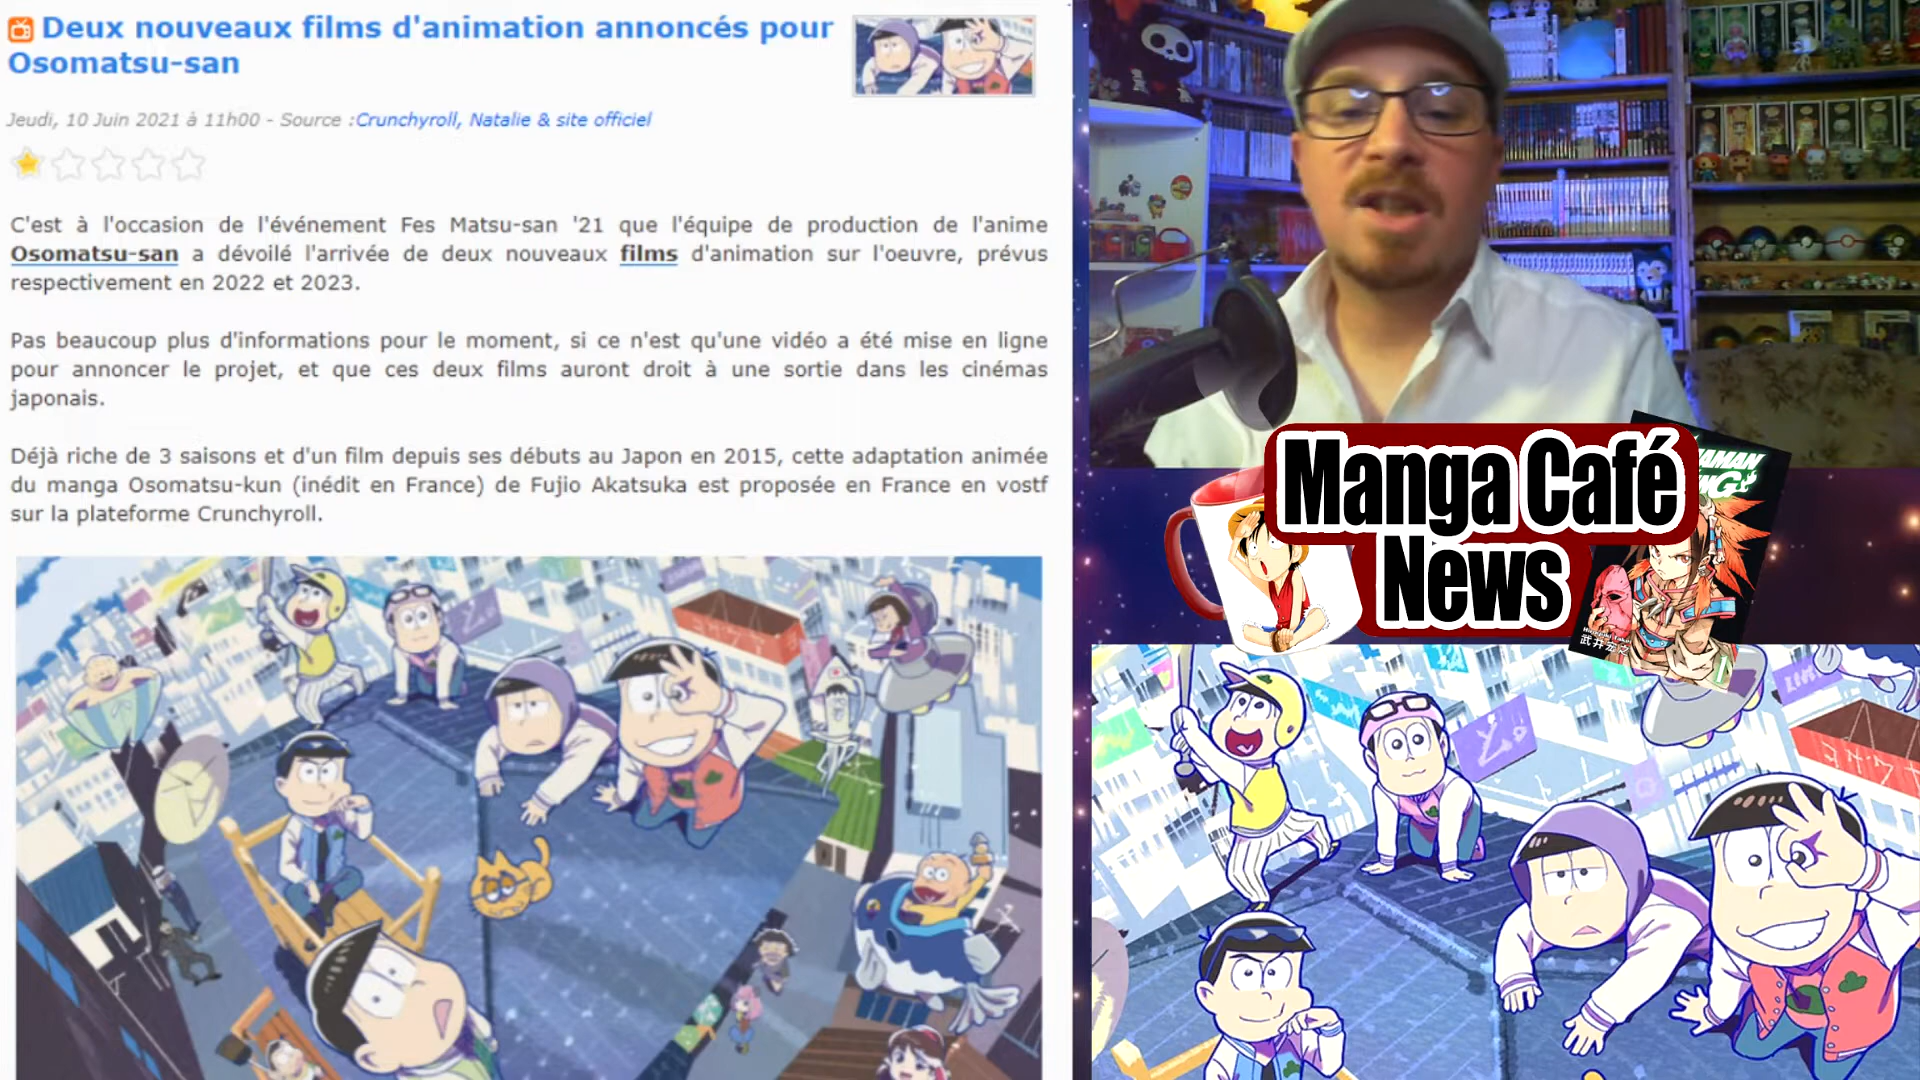 Deux nouveaux films d'animation annoncés pour
Osomatsu-san
Jeudi, 10 Juin 2021 à 11h00 - Source :Crunchyroll, Natalie & site officiel
C'est à l'occasion de l'événement Fes Matsu-san '21 que l'équipe de production de l'anime
Osomatsu-san a dévoilé l'arrivée de deux nouveaux films d'animation sur l'oeuvre, prévus
respectivement en 2022 et 2023.
Pas beaucoup plus d'informations pour le moment, si ce n'est qu'une vidéo a été mise en ligne
pour annoncer le projet, et que ces deux films auront droit à une sortie dans les cinémas
japonais.
Déjà riche de 3 saisons et d'un film depuis ses débuts au Japon en 2015, cette adaptation animée
du manga Osomatsu-kun (inédit en France) de Fujio Akatsuka est proposée en France en vostf
sur la plateforme Crunchyroll.
Manga Café
News
武井宏之